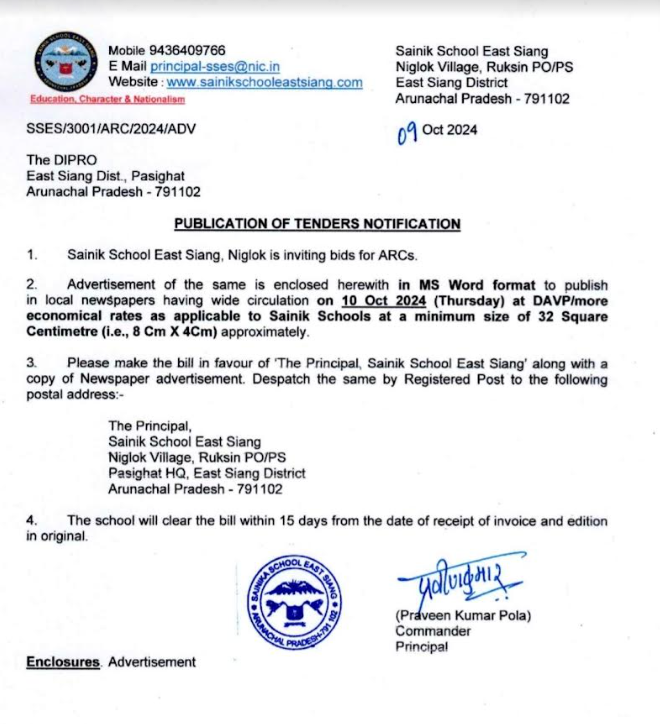 Mobile 9436409766
E Mail principal-sses@nic.in
Website : www.sainikschooleastsiang.com
Education, Character & Nationalism
Sainik School East Siang
Niglok Village, Ruksin PO/PS
East Siang District
Arunachal Pradesh - 791102
SSES/3001/ARC/2024/ADV
09 Oct 2024
The DIPRO
East Siang Dist., Pasighat
Arunachal Pradesh - 791102
PUBLICATION OF TENDERS NOTIFICATION
1. Sainik School East Siang, Niglok is inviting bids for ARCs.
2. Advertisement of the same is enclosed herewith in MS Word format to publish
in local newspapers having wide circulation on 10 Oct 2024 (Thursday) at DAVP/more
economical rates as applicable to Sainik Schools at a minimum size of 32 Square
Centimetre (i.e., 8 Cm X 4Cm) approximately.
3. Please make the bill in favour of 'The Principal, Sainik School East Siang' along with a
copy of Newspaper advertisement. Despatch the same by Registered Post to the following
postal address:-
The Principal,
Sainik School East Siang
Niglok Village, Ruksin PO/PS
Pasighat HQ, East Siang District
Arunachal Pradesh - 791102
4. The school will clear the bill within 15 days from the date of receipt of invoice and edition
in original.
SAINIKA SCHOOL EAST SIANG
ARUNACHAL PRADESH-791 102
प्रवीण कुमार
(Praveen Kumar Pola)
Commander
Principal
Enclosures. Advertisement